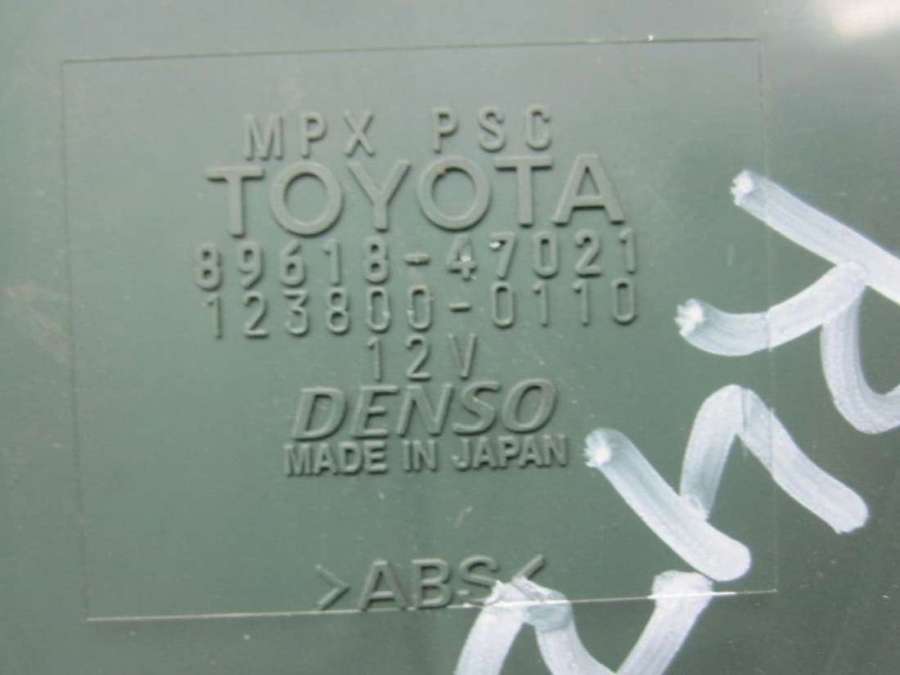 MPX PSC
TOYOTA
89618-47021
123800-0110
12V
DENSO
MADE IN JAPAN
>ABS<